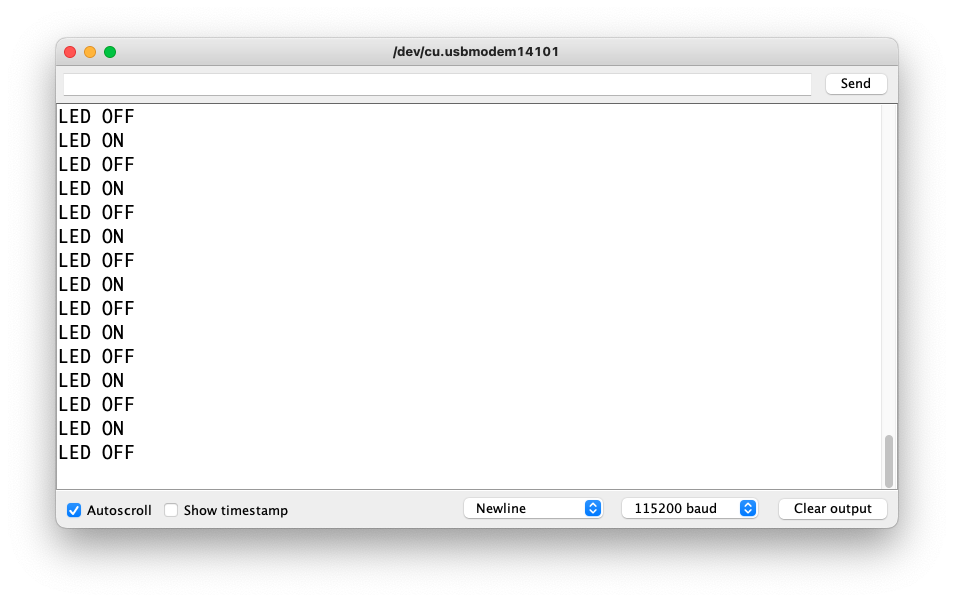 /dev/cu.usbmodem14101
Send
LED OFF
LED ON
LED OFF
LED ON
LED OFF
LED ON
LED OFF
LED ON
LED OFF
LED ON
LED OFF
LED ON
LED OFF
LED ON
LED OFF
Autoscroll Show timestamp Newline 115200 baud Clear output